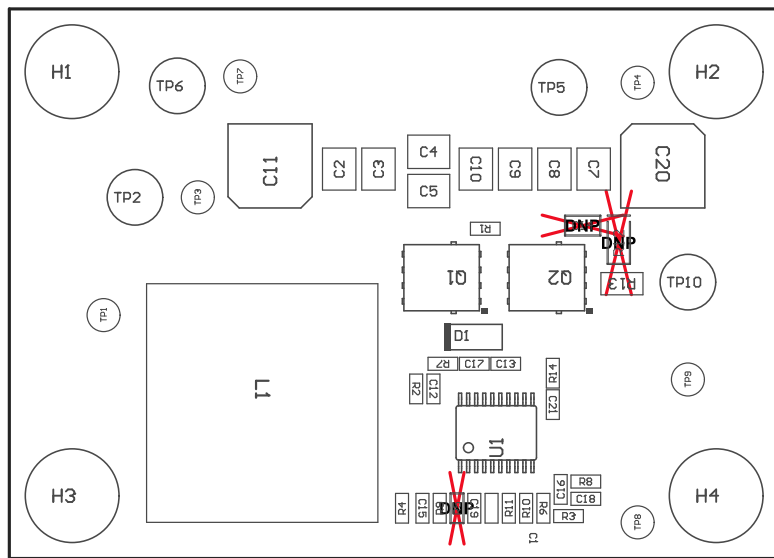 H1
TP6
TP7
TP5
TP4
H2
C11
C2
C3
C4
C5
C10
C9
C8
C7
C20
TP2
TP3
R1
DNP
DNP
Q1
Q2
R13
TP10
TP1
D1
L1
R7
C17
C13
R14
R2
C12
C21
TP9
U1
H3
R4
C15
DNP
C19
R11
R10
R6
C16
R8
C18
R3
C1
TP8
H4